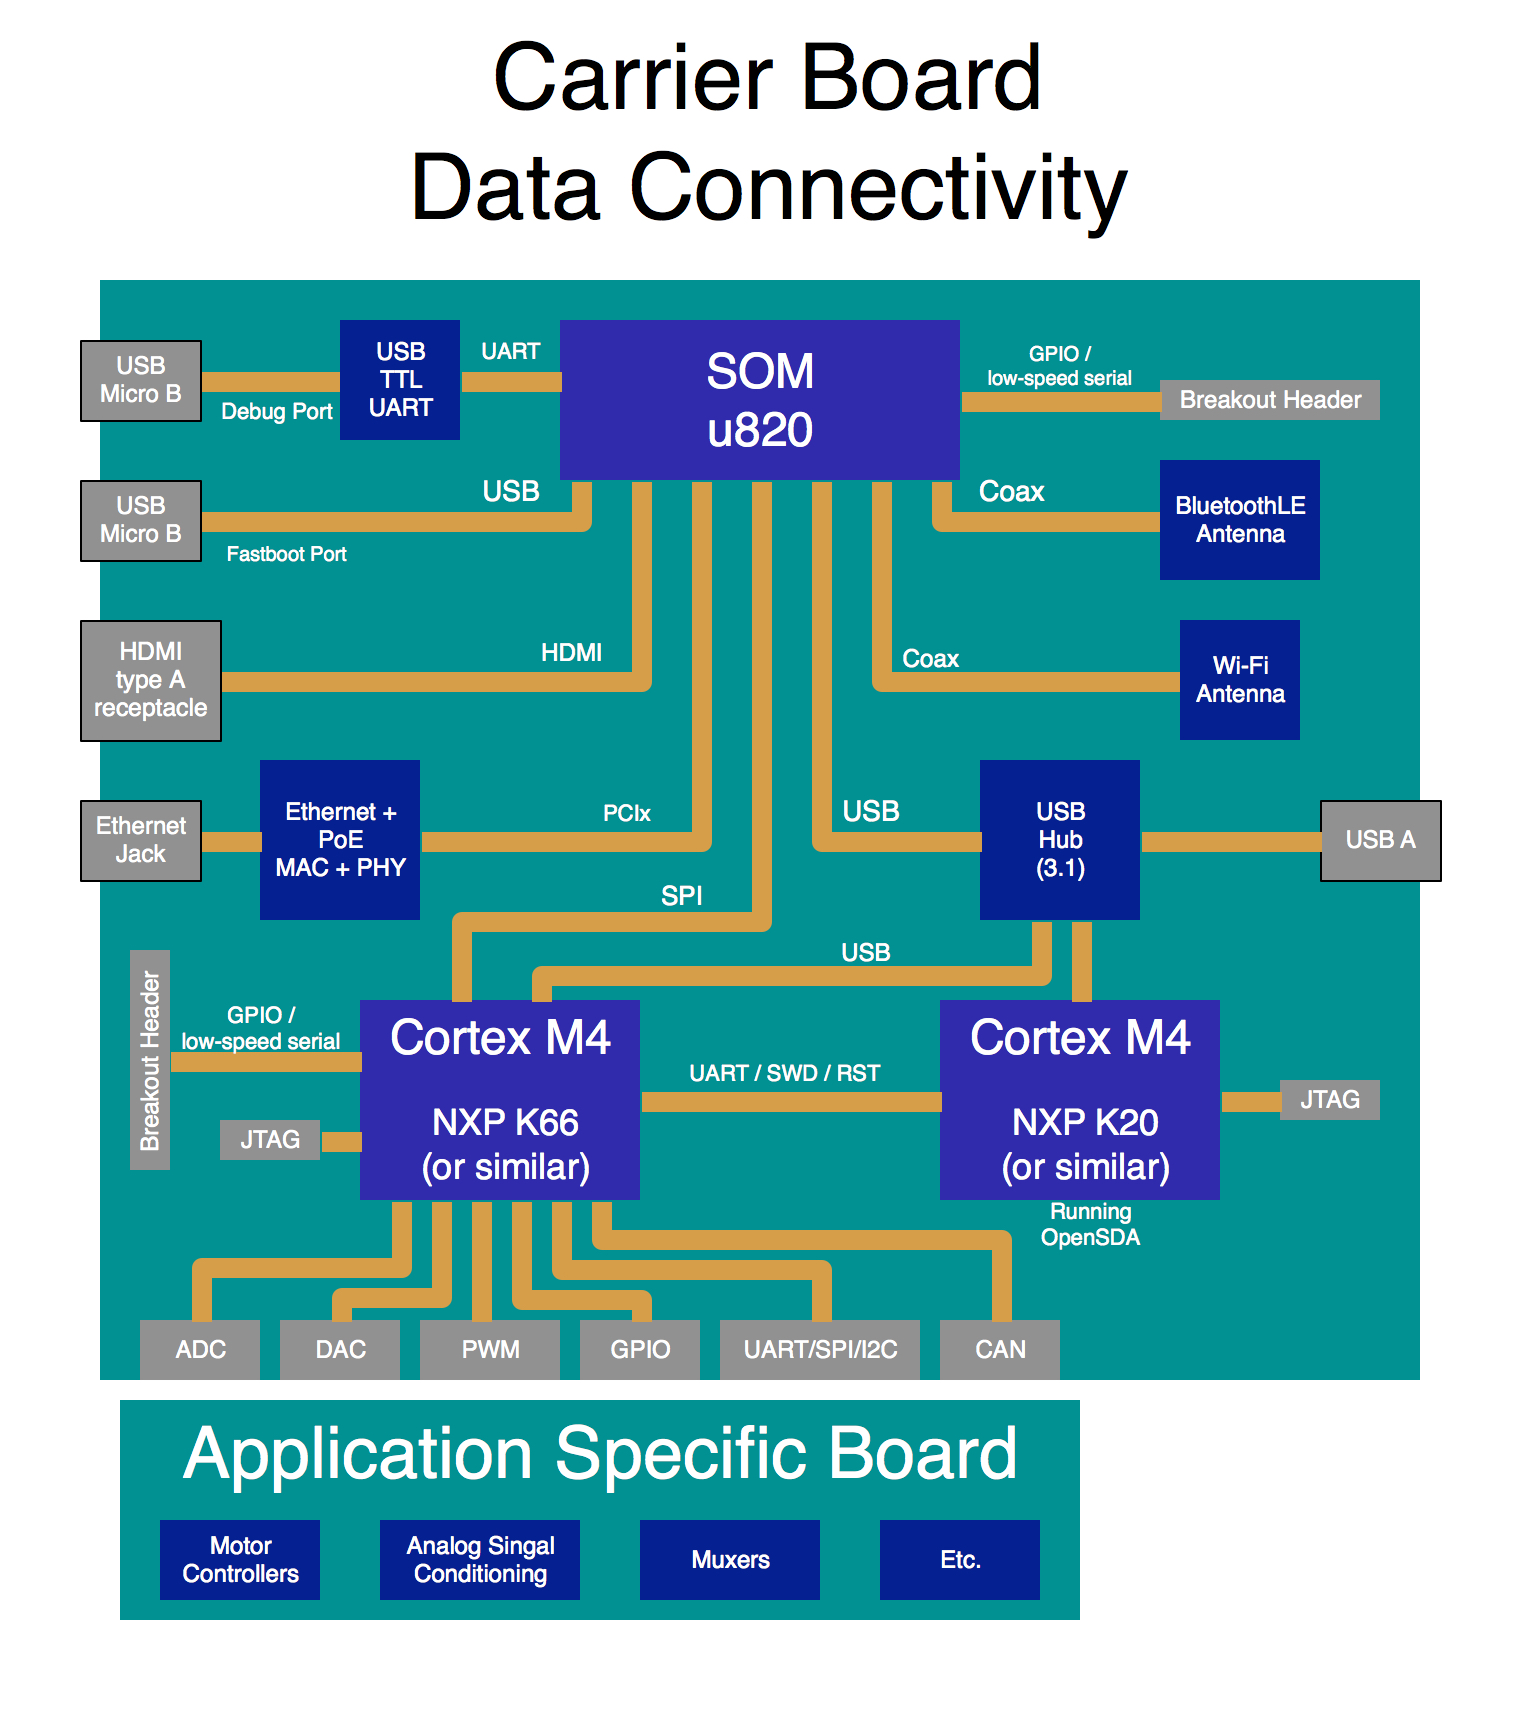 Carrier Board
Data Connectivity
USB
Micro B
Debug Port
USB
TTL
UART
UART
SOM
u820
GPIO /
low-speed serial
Breakout Header
USB
Micro B
Fastboot Port
USB
Coax
BluetoothLE
Antenna
HDMI
type A
receptacle
HDMI
Coax
Wi-Fi
Antenna
Ethernet
Jack
Ethernet +
PoE
MAC + PHY
PCIx
USB
USB
Hub
(3.1)
USB A
SPI
USB
Breakout Header
GPIO /
low-speed serial
JTAG
Cortex M4
NXP K66
(or similar)
UART / SWD / RST
Cortex M4
NXP K20
(or similar)
Running
OpenSDA
JTAG
ADC
DAC
PWM
GPIO
UART/SPI/I2C
CAN
Application Specific Board
Motor
Controllers
Analog Singal
Conditioning
Muxers
Etc.